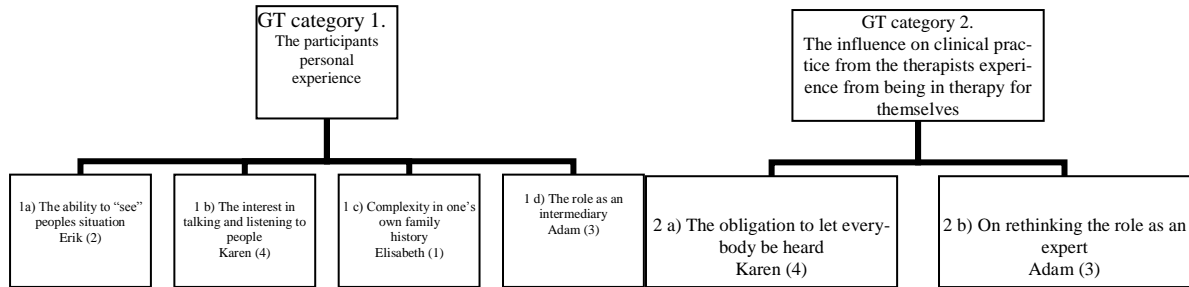 GT category 1.
The participants
personal
experience
GT category 2.
The influence on clinical prac-
tice from the therapists experi-
ence from being in therapy for
themselves
1a) The ability to “see”
peoples situation
Erik (2)
1 b) The interest in
talking and listening to
people
Karen (4)
1 c) Complexity in one’s
own family
history
Elisabeth (1)
1 d) The role as an
intermediary
Adam (3)
2 a) The obligation to let every-
body be heard
Karen (4)
2 b) On rethinking the role as an
expert
Adam (3)